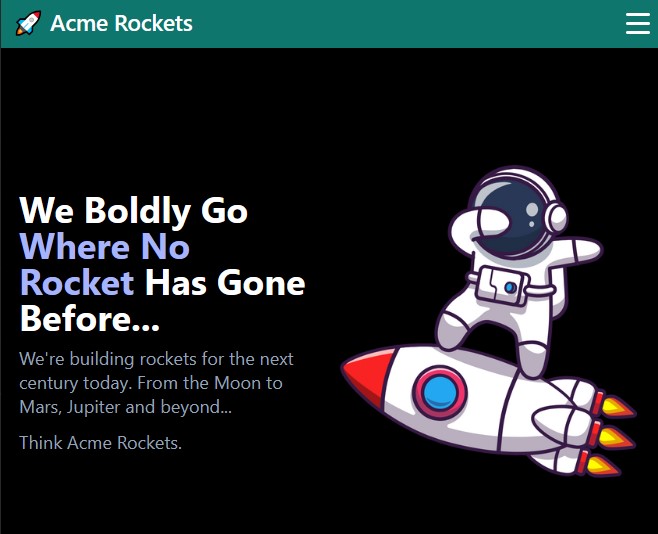 Acme Rockets
We Boldly Go
Where No
Rocket Has Gone
Before...
We're building rockets for the next
century today. From the Moon to
Mars, Jupiter and beyond...
Think Acme Rockets.